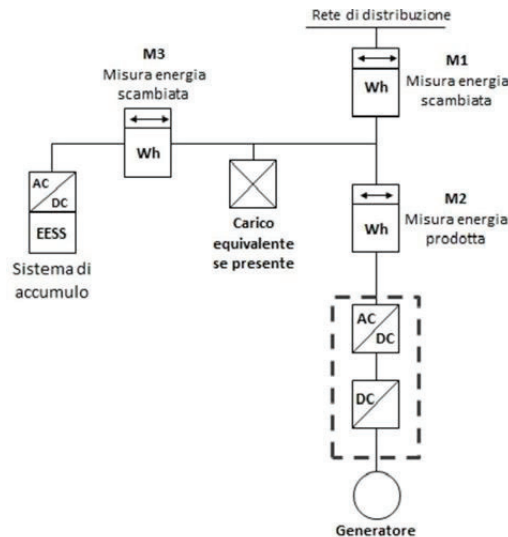 Rete di distribuzione
M3
Misura energia
scambiata
Wh
M1
Misura energia
scambiata
Wh
AC
DC
EESS
Sistema di
accumulo
Carico
equivalente
se presente
M2
Misura energia
prodotta
Wh
AC
DC
DC
Generatore